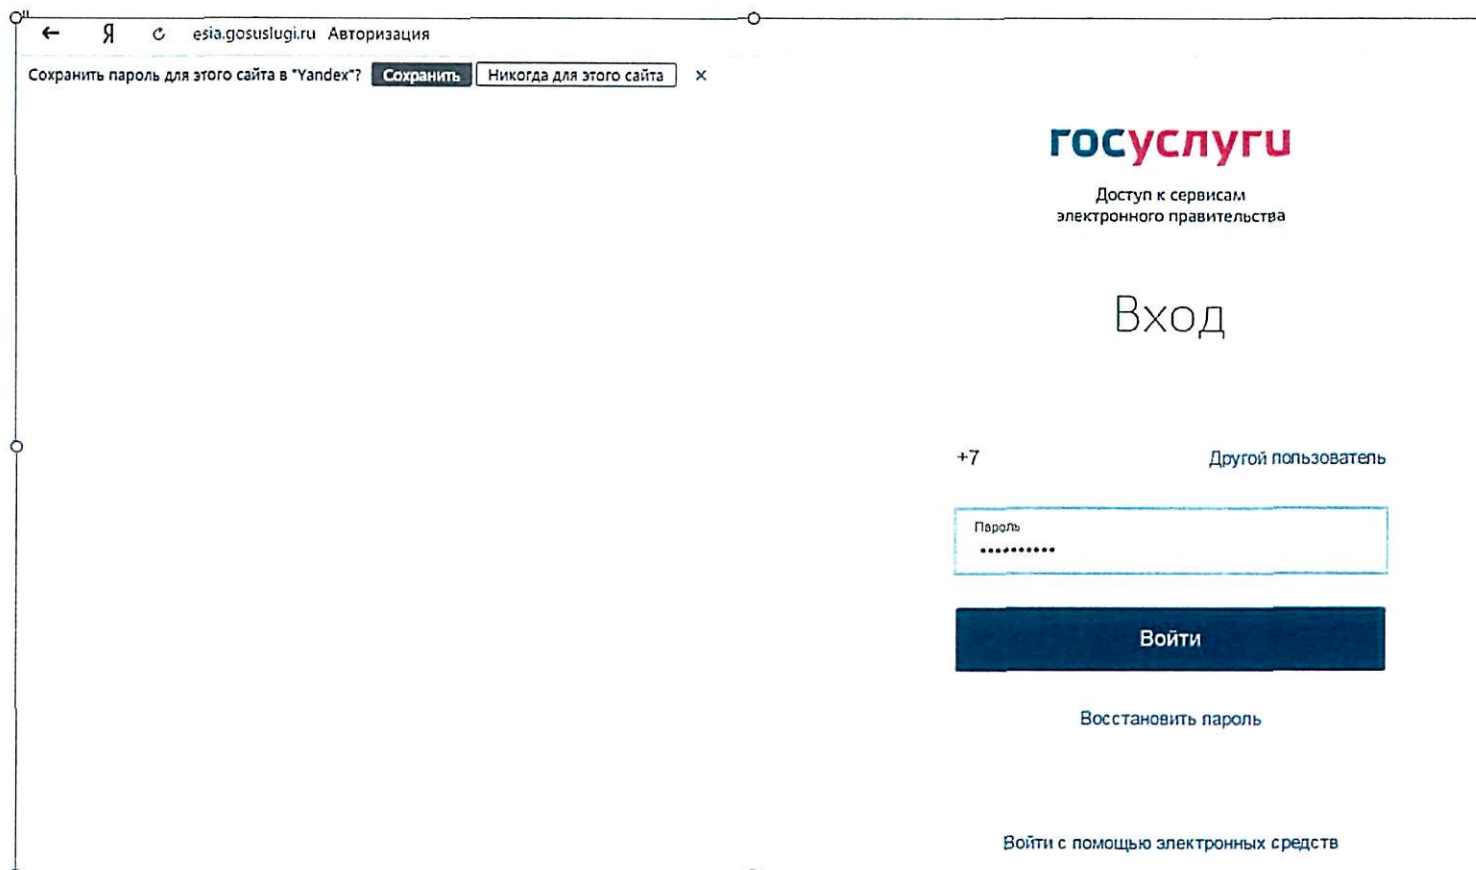 Я esia.gosuslugi.ru Авторизация
Сохранить пароль для этого сайта в "Yandex"? Сохранить Никогда для этого сайта ×
госуслуги
Доступ к сервисам
электронного правительства
Вход
+7 Другой пользователь
Пароль
••••••••••
Войти
Восстановить пароль
Войти с помощью электронных средств